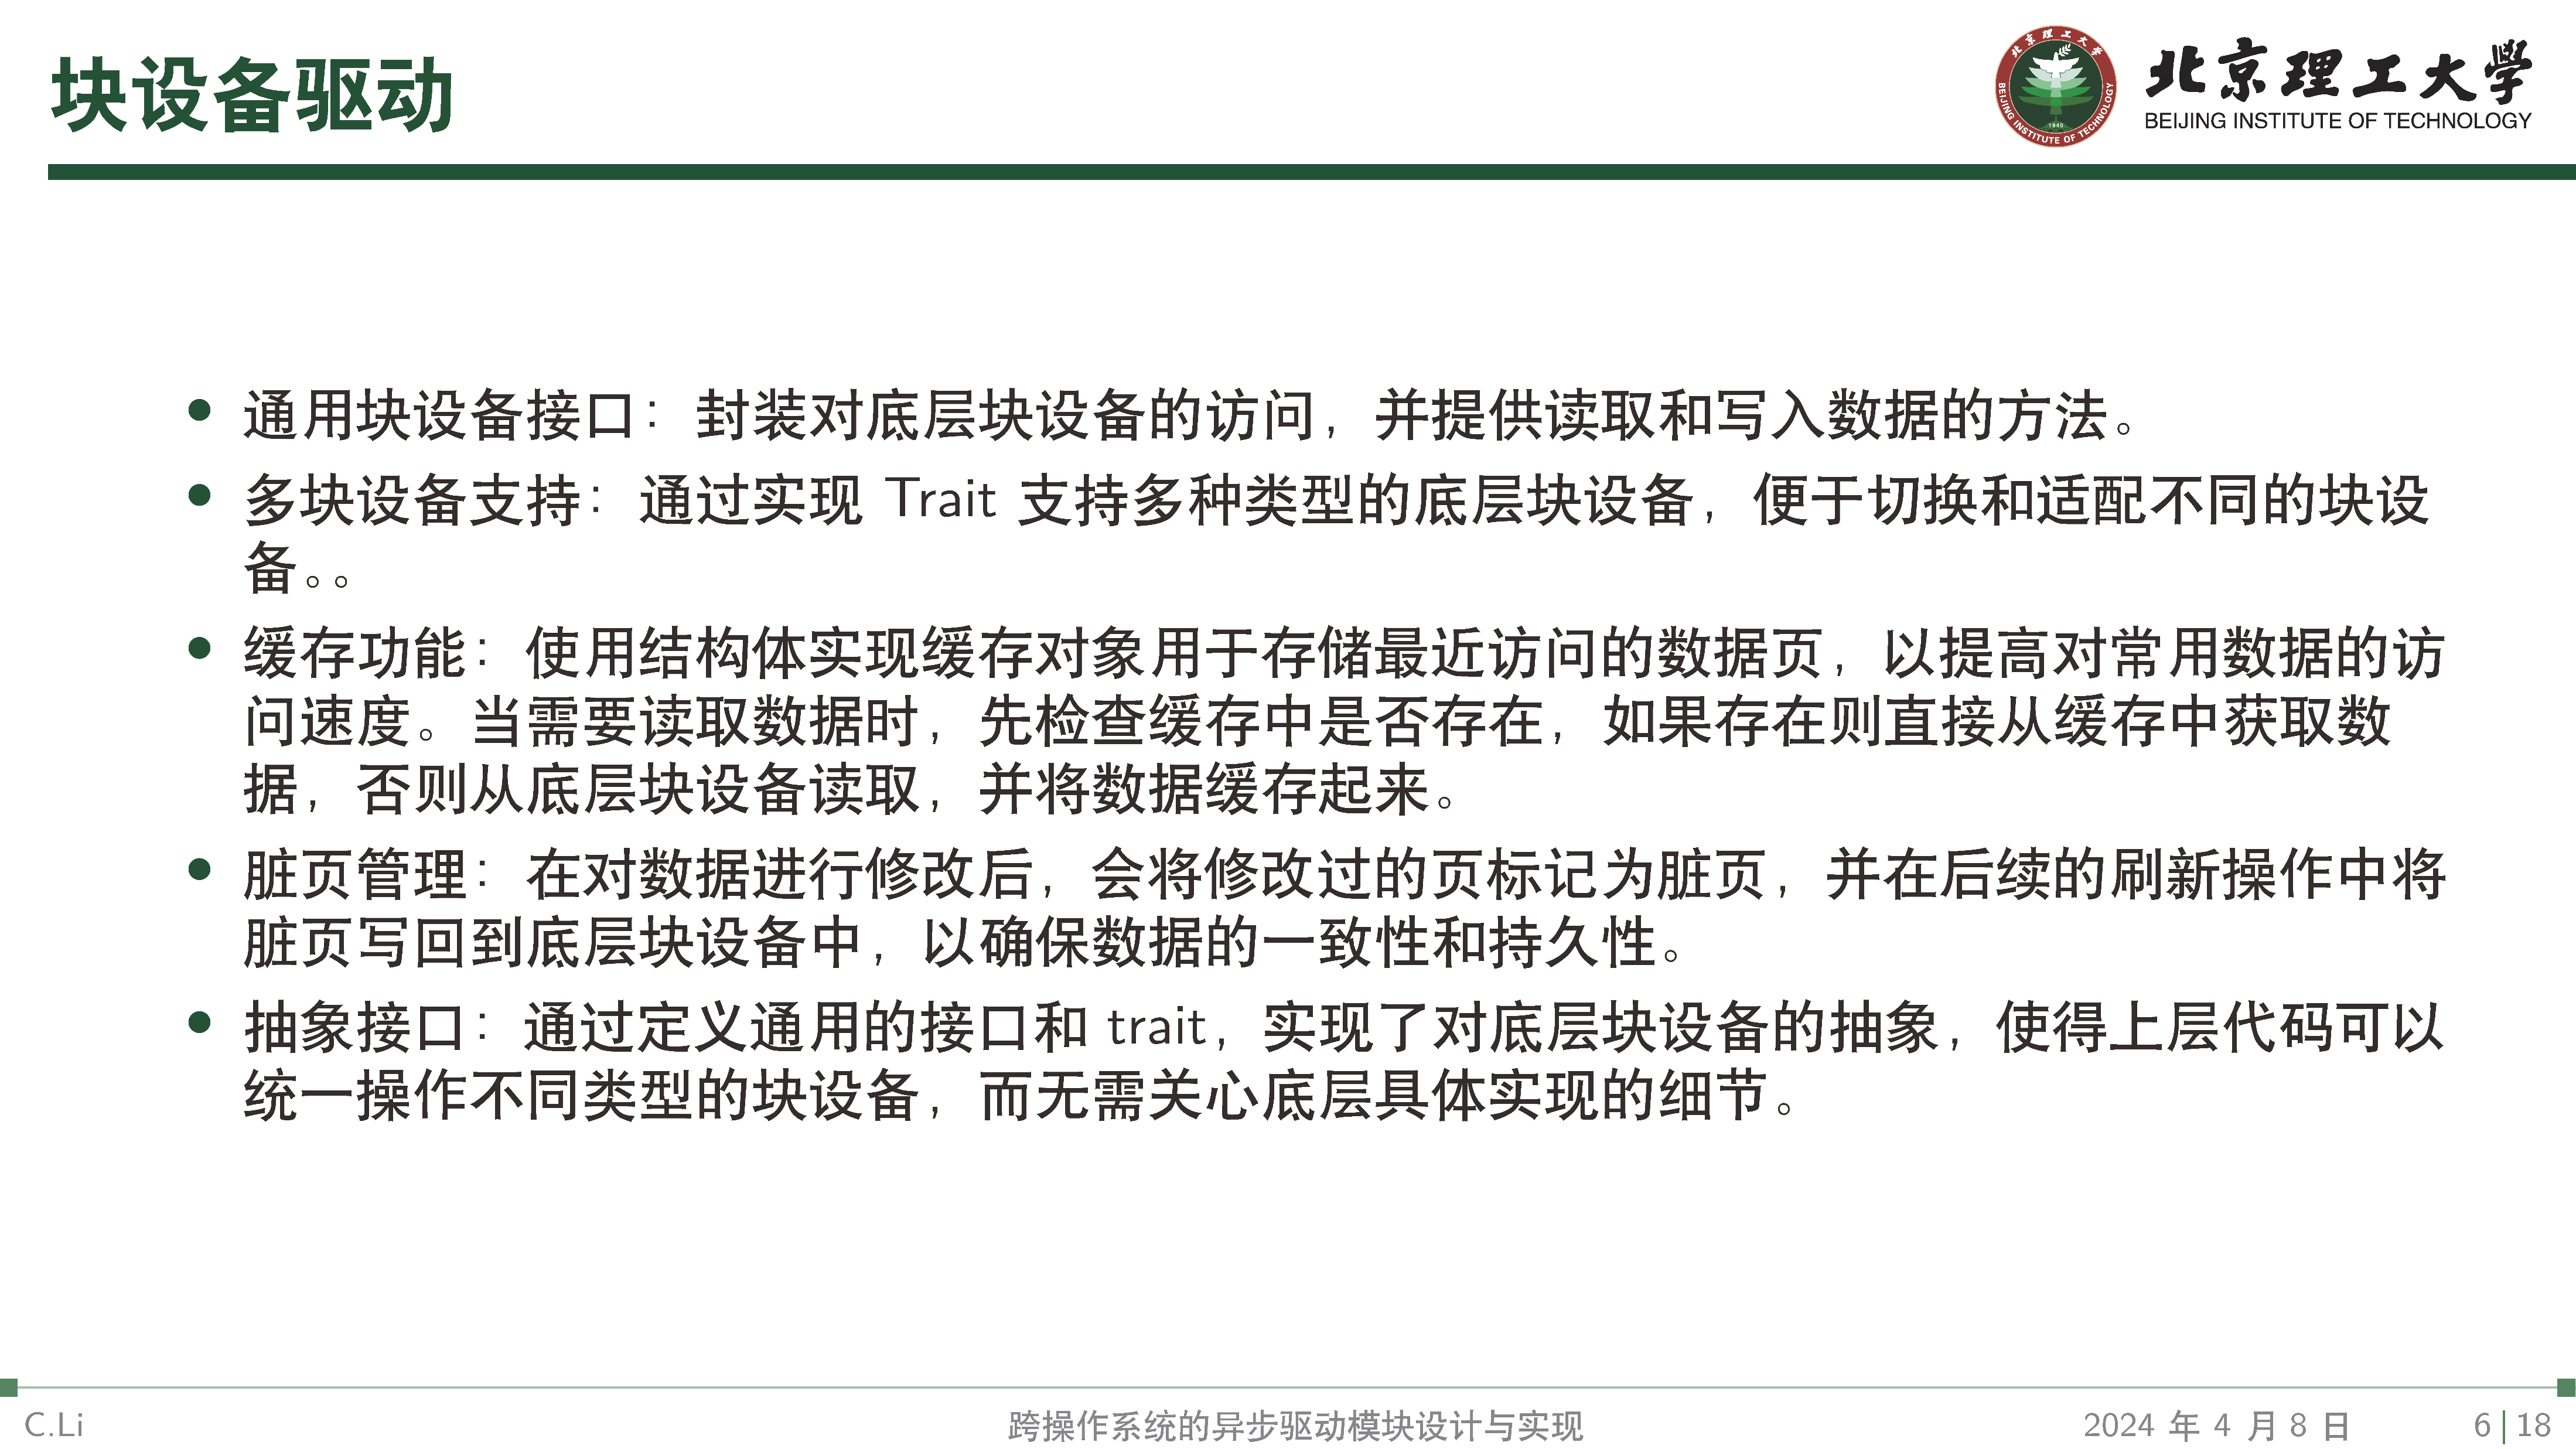 块设备驱动
北京理工大学
BEIJING INSTITUTE OF TECHNOLOGY
1940
北京理工大學
BEIJING INSTITUTE OF TECHNOLOGY
通用块设备接口：封装对底层块设备的访问，并提供读取和写入数据的方法。
多块设备支持：通过实现 Trait 支持多种类型的底层块设备，便于切换和适配不同的块设
备。。
缓存功能：使用结构体实现缓存对象用于存储最近访问的数据页，以提高对常用数据的访
问速度。当需要读取数据时，先检查缓存中是否存在，如果存在则直接从缓存中获取数
据，否则从底层块设备读取，并将数据缓存起来。
脏页管理：在对数据进行修改后，会将修改过的页标记为脏页，并在后续的刷新操作中将
脏页写回到底层块设备中，以确保数据的一致性和持久性。
抽象接口：通过定义通用的接口和 trait，实现了对底层块设备的抽象，使得上层代码可以
统一操作不同类型的块设备，而无需关心底层具体实现的细节。
C.Li
跨操作系统的异步驱动模块设计与实现
2024 年 4 月 8 日
6 | 18